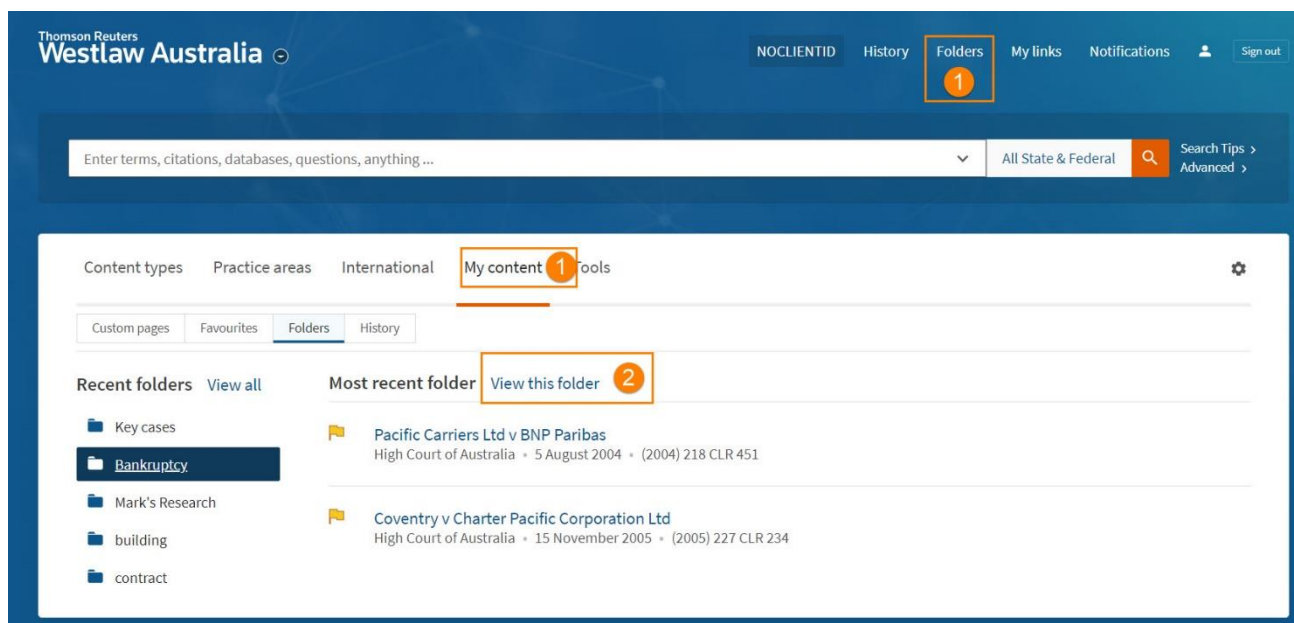 Thomson Reuters
Westlaw Australia
NOCLIENTID History Folders My links Notifications Sign out
1
Enter terms, citations, databases, questions, anything ... All State & Federal Search Tips >
Advanced >
Content types Practice areas International My content 1 Tools
Custom pages Favourites Folders History
Recent folders View all Most recent folder View this folder 2
Key cases
Bankruptcy
Mark's Research
building
contract
Pacific Carriers Ltd v BNP Paribas
High Court of Australia • 5 August 2004 • (2004) 218 CLR 451
Coventry v Charter Pacific Corporation Ltd
High Court of Australia • 15 November 2005 • (2005) 227 CLR 234